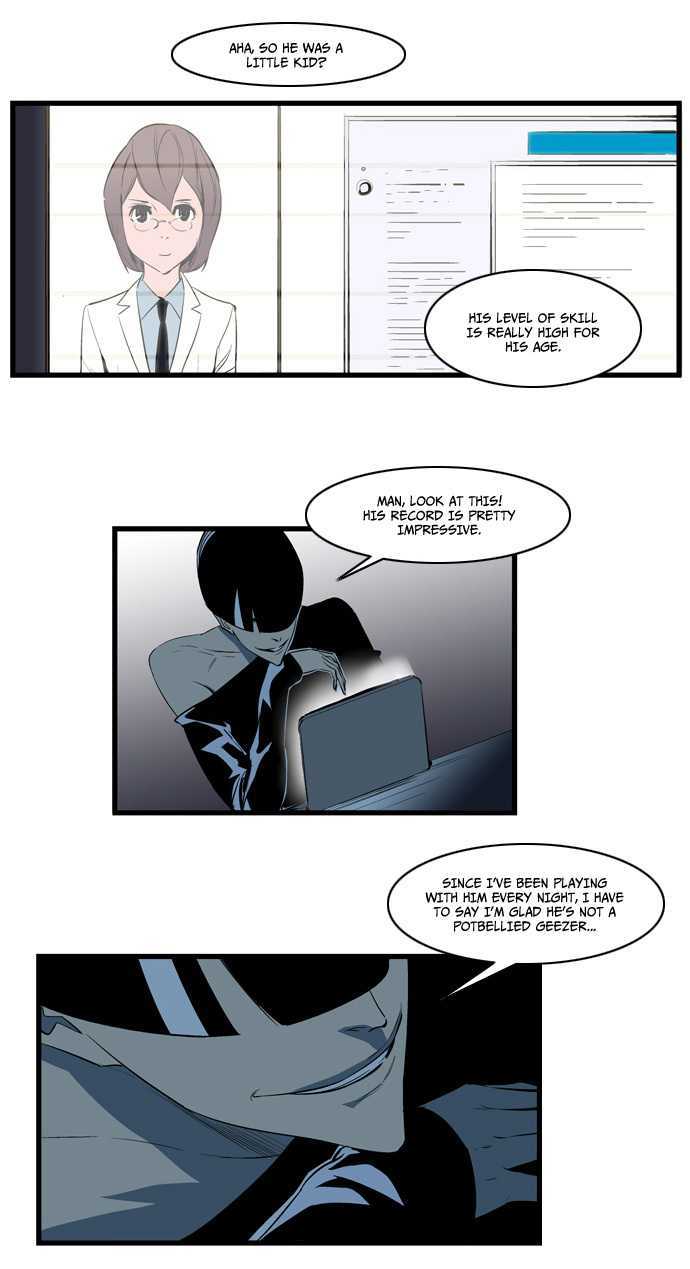 AHA, SO HE WAS A
LITTLE KID?
HIS LEVEL OF SKILL
IS REALLY HIGH FOR
HIS AGE.
MAN, LOOK AT THIS!
HIS RECORD IS PRETTY
IMPRESSIVE.
SINCE I'VE BEEN PLAYING
WITH HIM EVERY NIGHT, I HAVE
TO SAY I'M GLAD HE'S NOT A
POTBELLIED GEEZER...